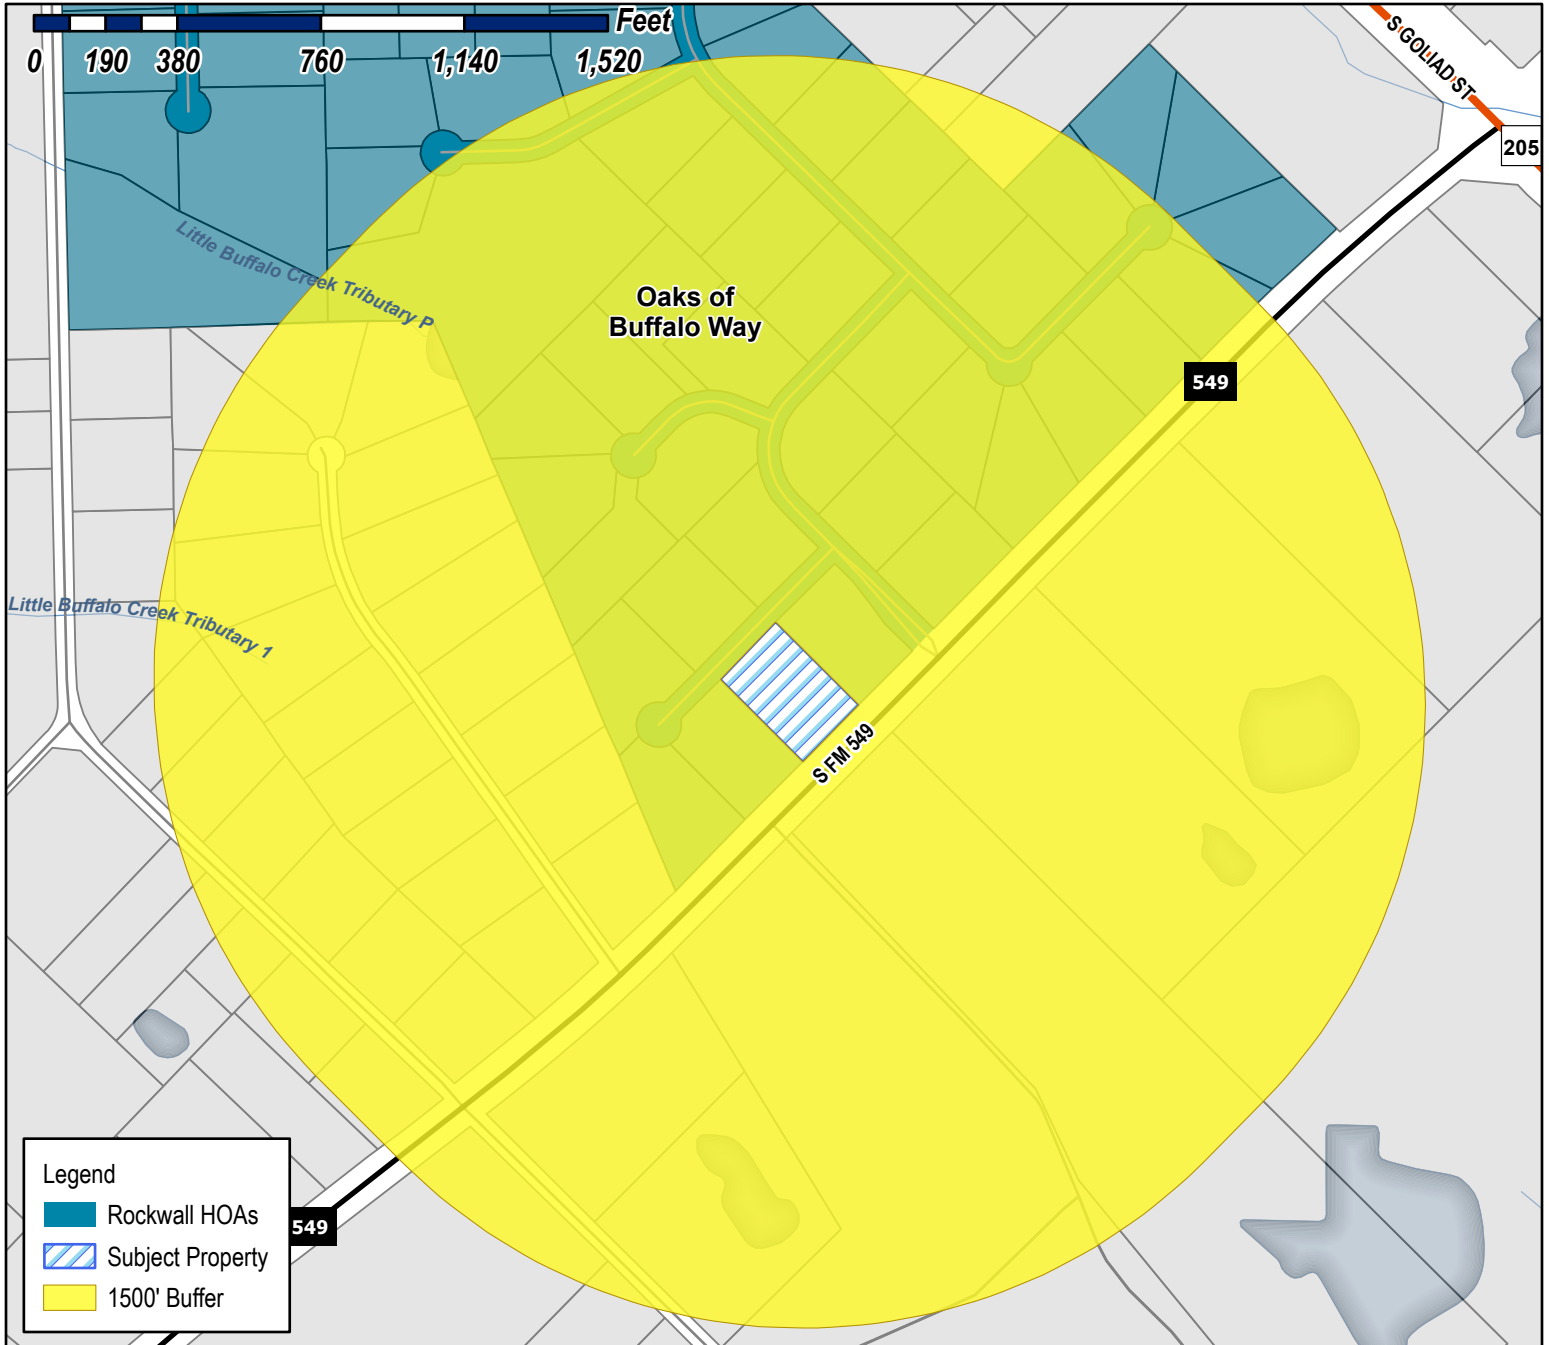 Feet
0 190 380 760 1,140 1,520
S GOLIAD ST
205
Little Buffalo Creek Tributary P
Oaks of
Buffalo Way
549
Little Buffalo Creek Tributary 1
S FM 549
Legend
Rockwall HOAs
Subject Property
1500' Buffer
549